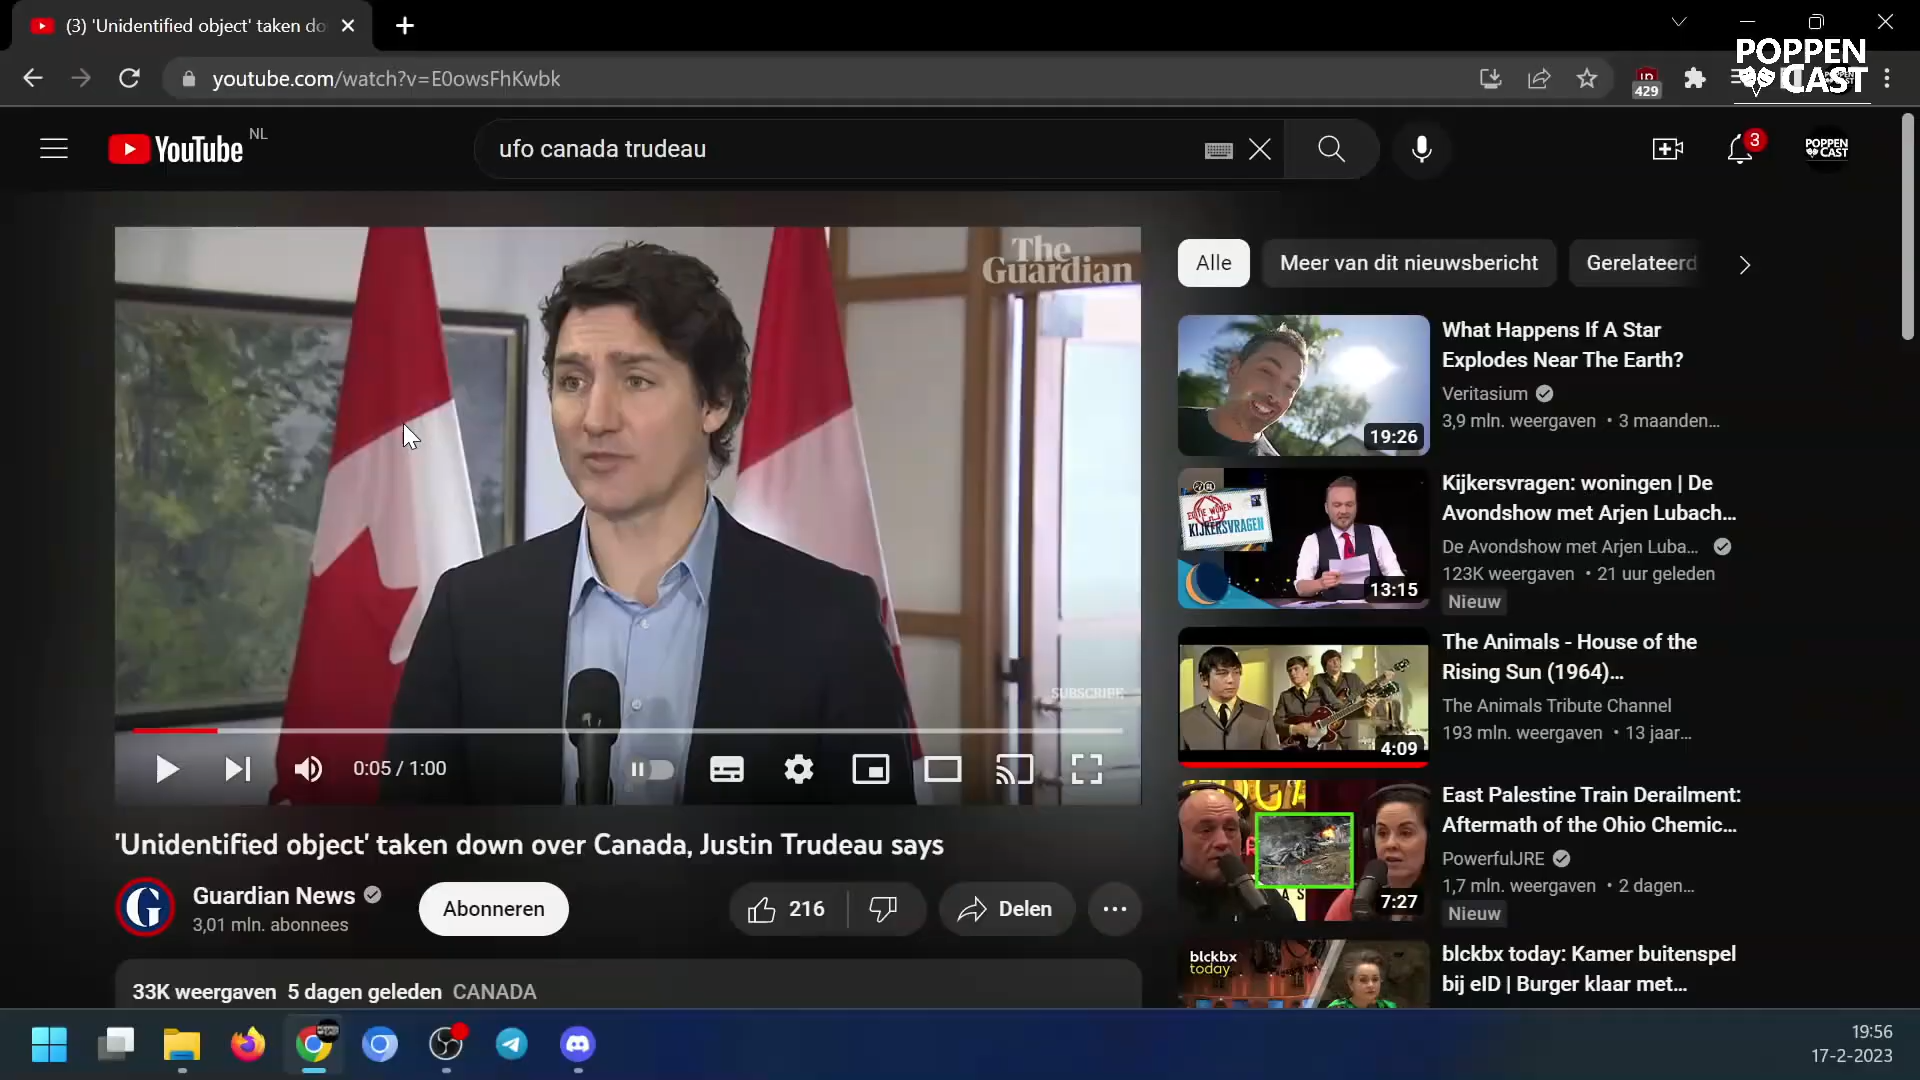 (3) 'Unidentified object' taken do
POPPEN
CAST
youtube.com/watch?v=E0owsFhKwbk
429
YouTube NL
ufo canada trudeau
3
POPPEN
CAST
The
Guardian
SUBSCRIBE
0:05 / 1:00
'Unidentified object' taken down over Canada, Justin Trudeau says
G
Guardian News
3,01 mln. abonnees
Abonneren
216
Delen
33K weergaven 5 dagen geleden CANADA
Alle
Meer van dit nieuwsbericht
Gerelateerd
19:26
What Happens If A Star
Explodes Near The Earth?
Veritasium
3,9 mln. weergaven • 3 maanden...
KIJKERSVRAGEN
13:15
Kijkersvragen: woningen | De
Avondshow met Arjen Lubach...
De Avondshow met Arjen Luba...
123K weergaven • 21 uur geleden
Nieuw
4:09
The Animals - House of the
Rising Sun (1964)...
The Animals Tribute Channel
193 mln. weergaven • 13 jaar...
7:27
East Palestine Train Derailment:
Aftermath of the Ohio Chemic...
PowerfulJRE
1,7 mln. weergaven • 2 dagen...
Nieuw
blckbx
today
blckbx today: Kamer buitenspel
bij eID | Burger klaar met...
19:56
17-2-2023